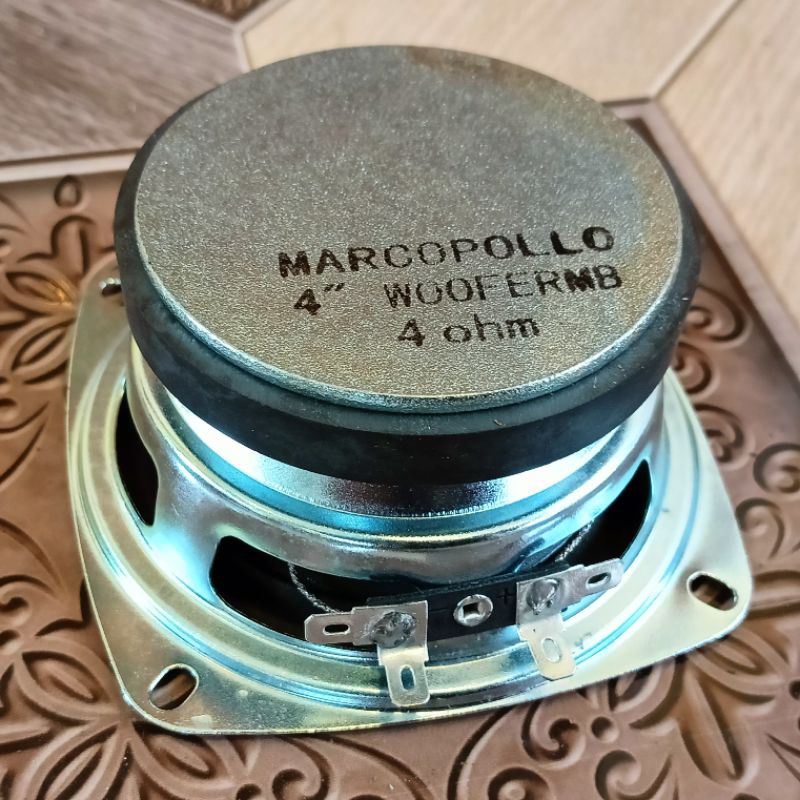 MARCOPOLLO
4" WOOFERMB
4 ohm
- +